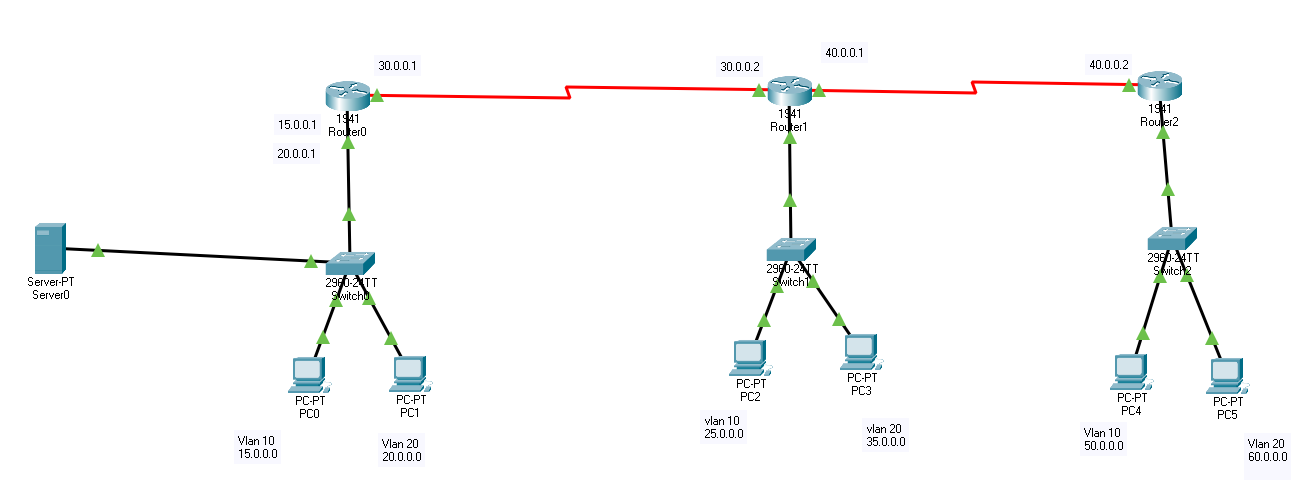 30.0.0.1
30.0.0.2
40.0.0.1
40.0.0.2
1941
Router0
1941
Router1
1941
Router2
15.0.0.1
20.0.0.1
Server-PT
Server0
2960-24TT
Switch0
2960-24TT
Switch1
2960-24TT
Switch2
PC-PT
PC0
PC-PT
PC1
PC-PT
PC2
PC-PT
PC3
PC-PT
PC4
PC-PT
PC5
Vlan 10
15.0.0.0
Vlan 20
20.0.0.0
vlan 10
25.0.0.0
vlan 20
35.0.0.0
Vlan 10
50.0.0.0
Vlan 20
60.0.0.0